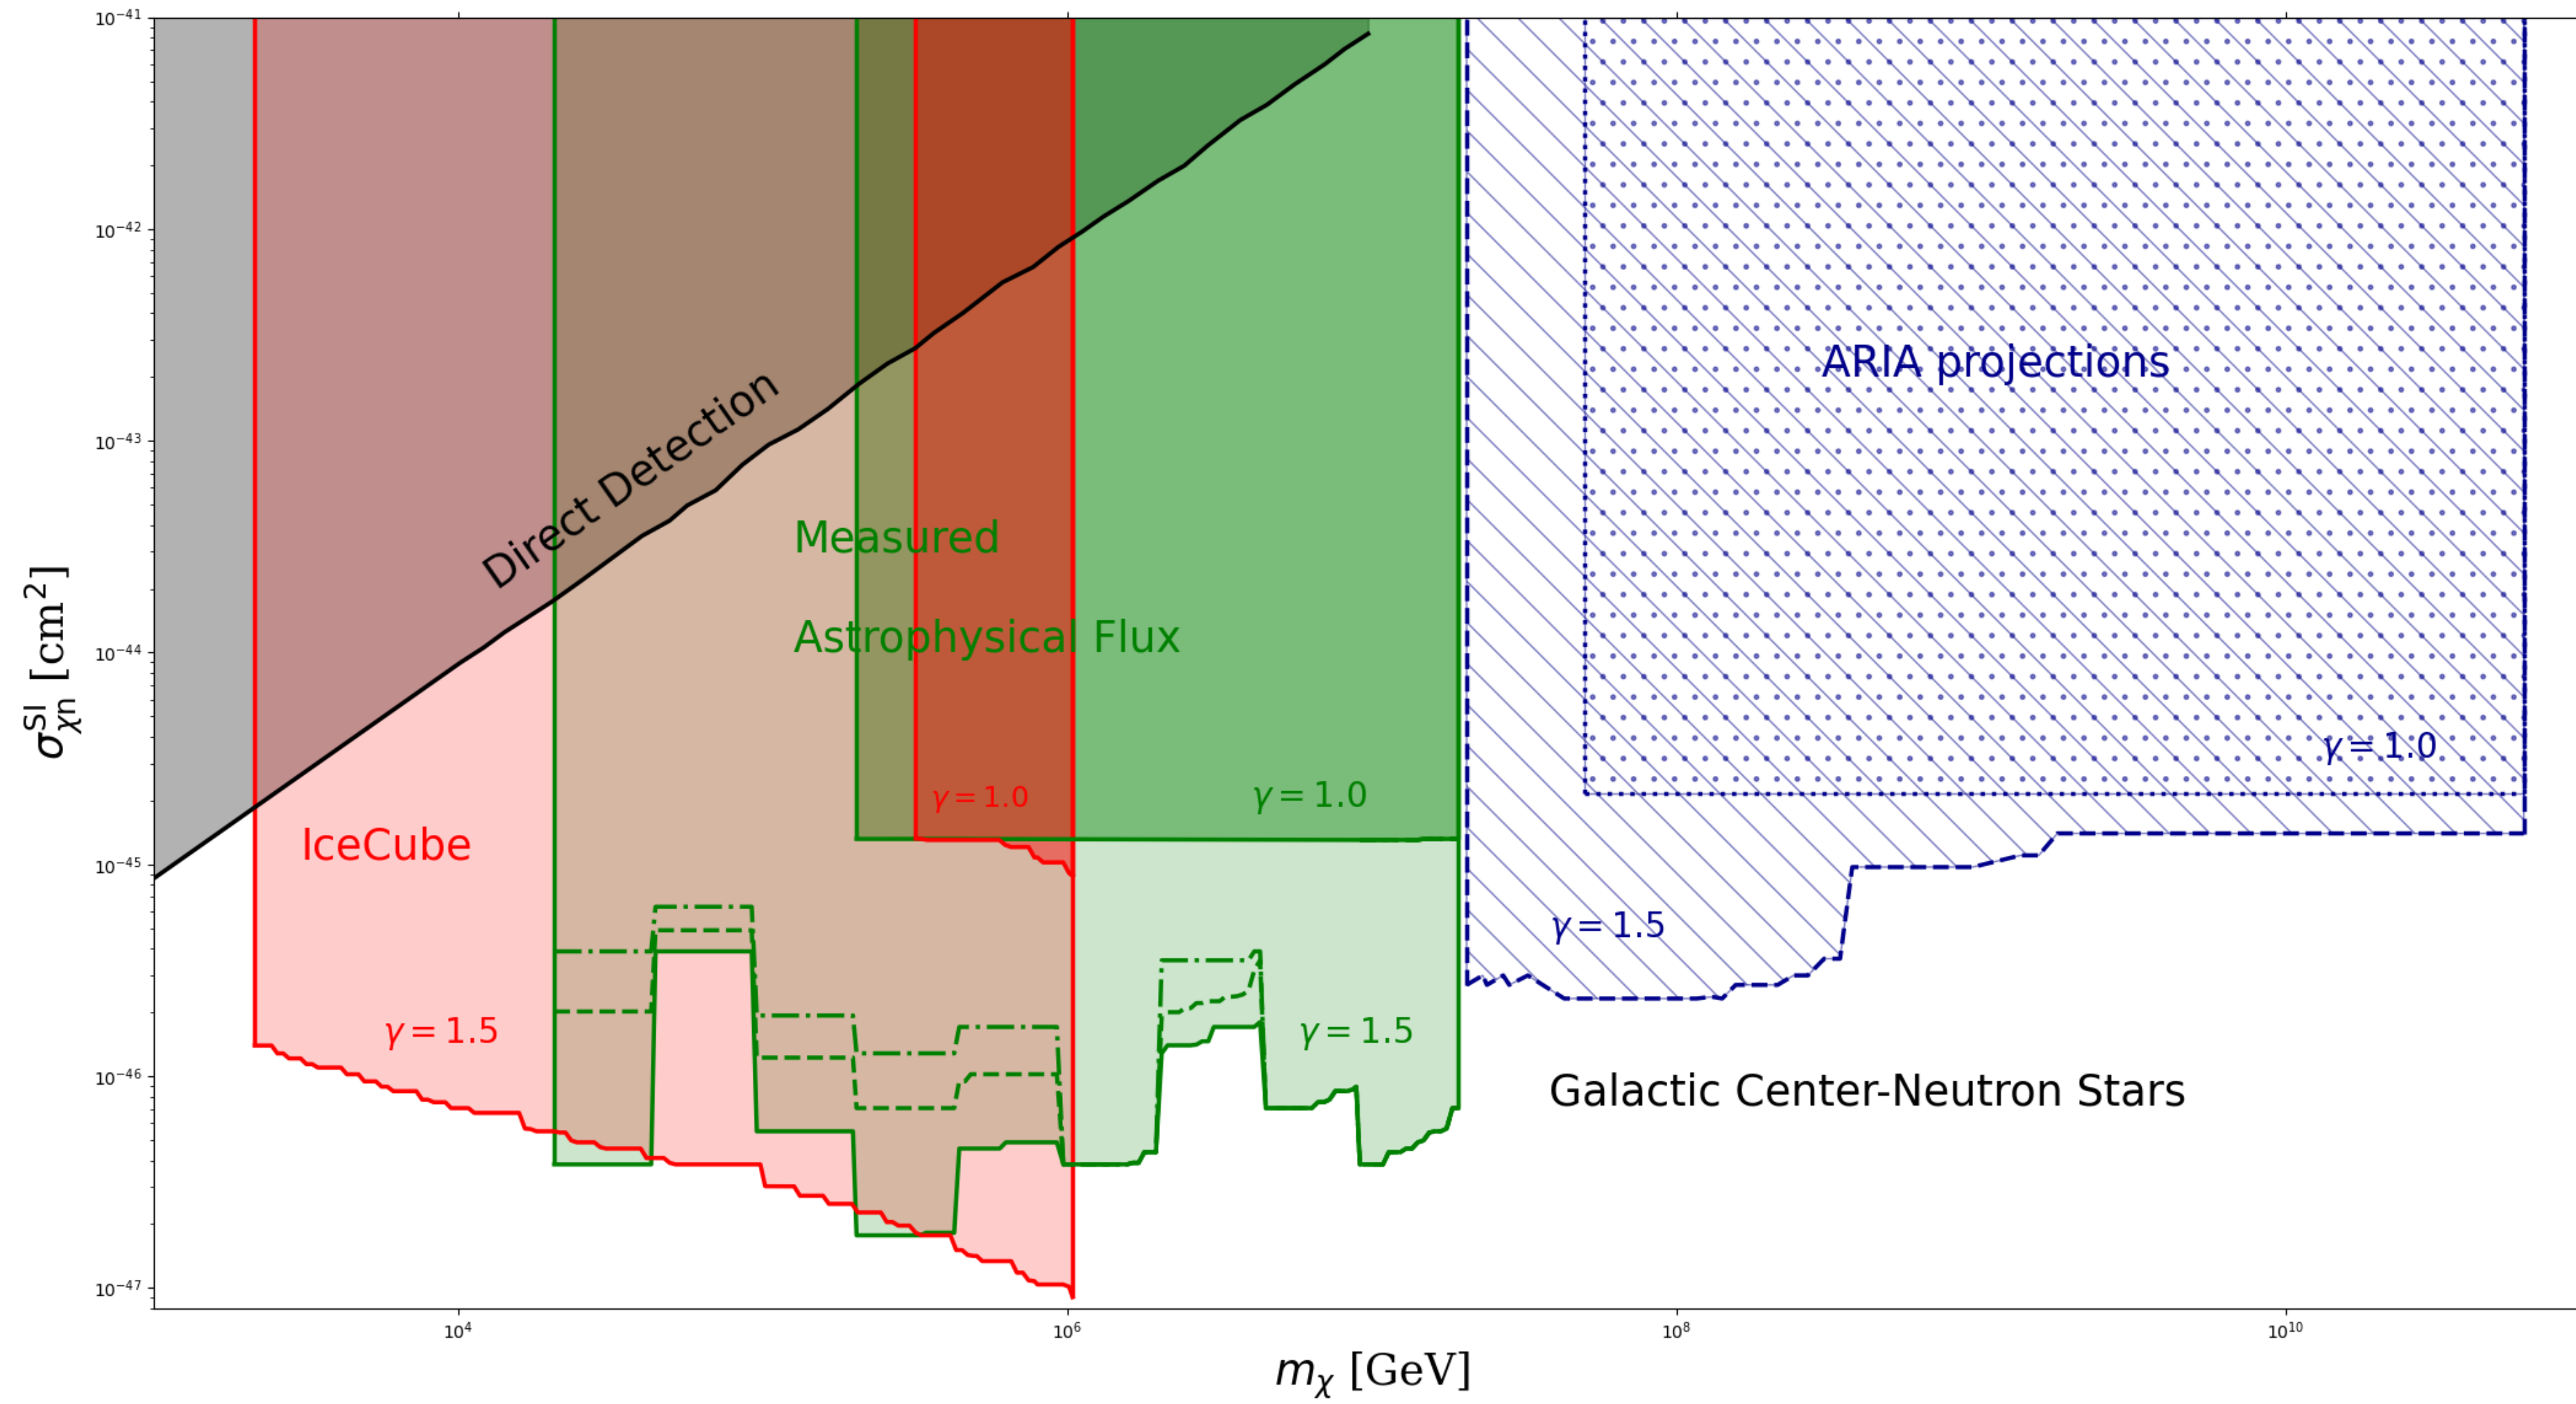 10⁻⁴¹
10⁻⁴²
10⁻⁴³
10⁻⁴⁴
10⁻⁴⁵
10⁻⁴⁶
10⁻⁴⁷
σ_χn^SI [cm²]
Direct Detection
ARIA projections
Measured
Astrophysical Flux
γ = 1.0
γ = 1.0
γ = 1.0
IceCube
γ = 1.5
γ = 1.5
γ = 1.5
Galactic Center-Neutron Stars
10⁴
10⁶
10⁸
10¹⁰
m_χ [GeV]